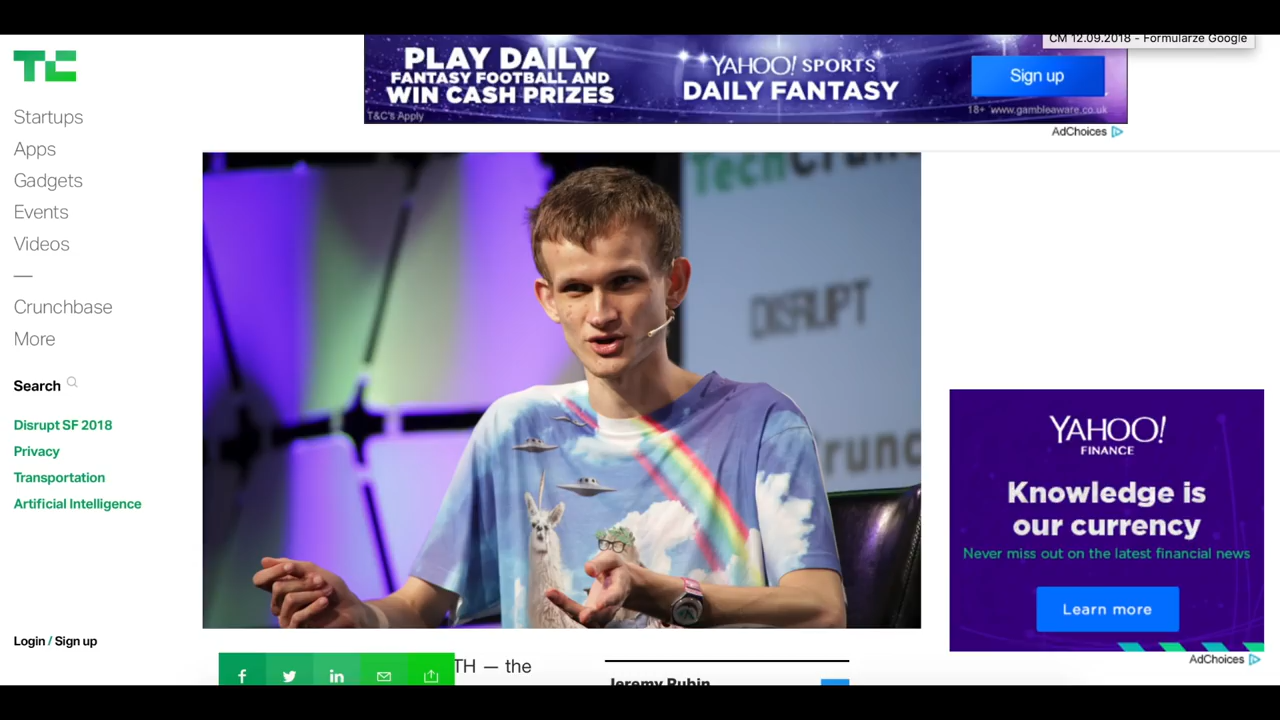 TC
Startups
Apps
Gadgets
Events
Videos
—
Crunchbase
More
Search
Disrupt SF 2018
Privacy
Transportation
Artificial Intelligence
Login / Sign up
PLAY DAILY
FANTASY FOOTBALL AND
WIN CASH PRIZES
T&C's Apply
YAHOO! SPORTS
DAILY FANTASY
Sign up
18+ www.gambleaware.co.uk
CM 12.09.2018 - Formularze Google
AdChoices
TechCrunch
DISRUPT
Crunc
YAHOO!
FINANCE
Knowledge is
our currency
Never miss out on the latest financial news
Learn more
AdChoices
TH — the
Jeremy Rubin